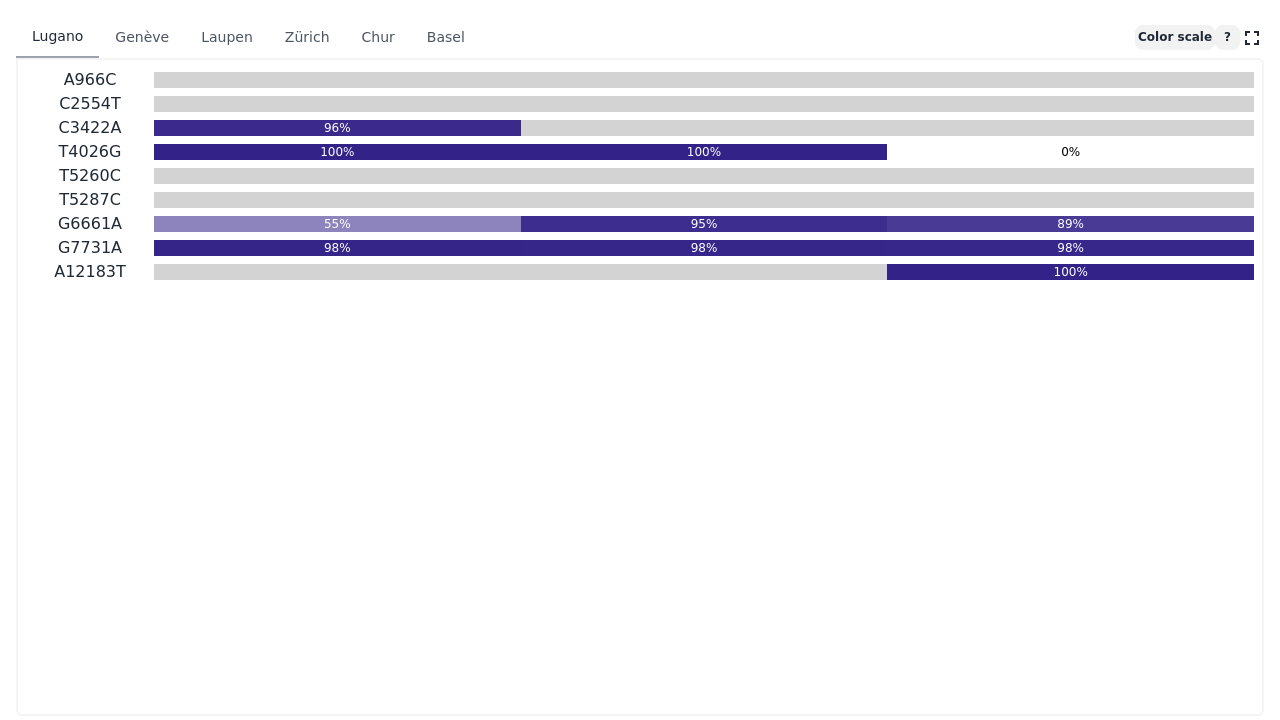 Lugano Genève Laupen Zürich Chur Basel Color scale ?
A966C
C2554T
C3422A 96%
T4026G 100% 100% 0%
T5260C
T5287C
G6661A 55% 95% 89%
G7731A 98% 98% 98%
A12183T 100%